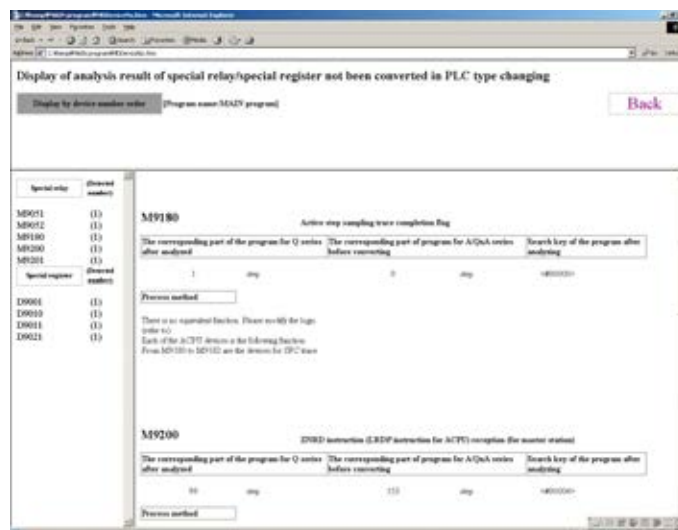 Display of analysis result of special relay/special register not been converted in PLC type changing
Display by device number order
[Program name:MAIN program]
Back
Special relay
(Detected number)
M9051 (1)
M9052 (1)
M9180 (1)
M9200 (1)
M9201 (1)
Special register
(Detected number)
D9001 (1)
D9010 (1)
D9011 (1)
D9021 (1)
M9180
Active step sampling trace completion flag
The corresponding part of the program for Q series after analyzed
The corresponding part of program for A/QnA series before converting
Search key of the program after analyzing
1 step
0 step
Process method
There is no equivalent function. Please modify the logic.
(refer to)
Each of the ACPU devices is the following function
From M9180 to M9182 are the devices for SFC trace
M9200
ZNRD instruction (LRDP instruction for ACPU) reception (for master station)
The corresponding part of the program for Q series after analyzed
The corresponding part of program for A/QnA series before converting
Search key of the program after analyzing
step
step
Process method